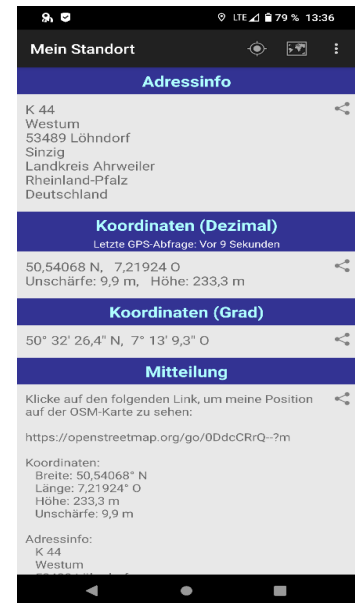 LTE 79 % 13:36
Mein Standort
Adressinfo
K 44
Westum
53489 Löhndorf
Sinzig
Landkreis Ahrweiler
Rheinland-Pfalz
Deutschland
Koordinaten (Dezimal)
Letzte GPS-Abfrage: Vor 9 Sekunden
50,54068 N, 7,21924 O
Unschärfe: 9,9 m, Höhe: 233,3 m
Koordinaten (Grad)
50° 32' 26,4" N, 7° 13' 9,3" O
Mitteilung
Klicke auf den folgenden Link, um meine Position
auf der OSM-Karte zu sehen:
https://openstreetmap.org/go/0DdcCRrQ--?m
Koordinaten:
Breite: 50,54068° N
Länge: 7,21924° O
Höhe: 233,3 m
Unschärfe: 9,9 m
Adressinfo:
K 44
Westum